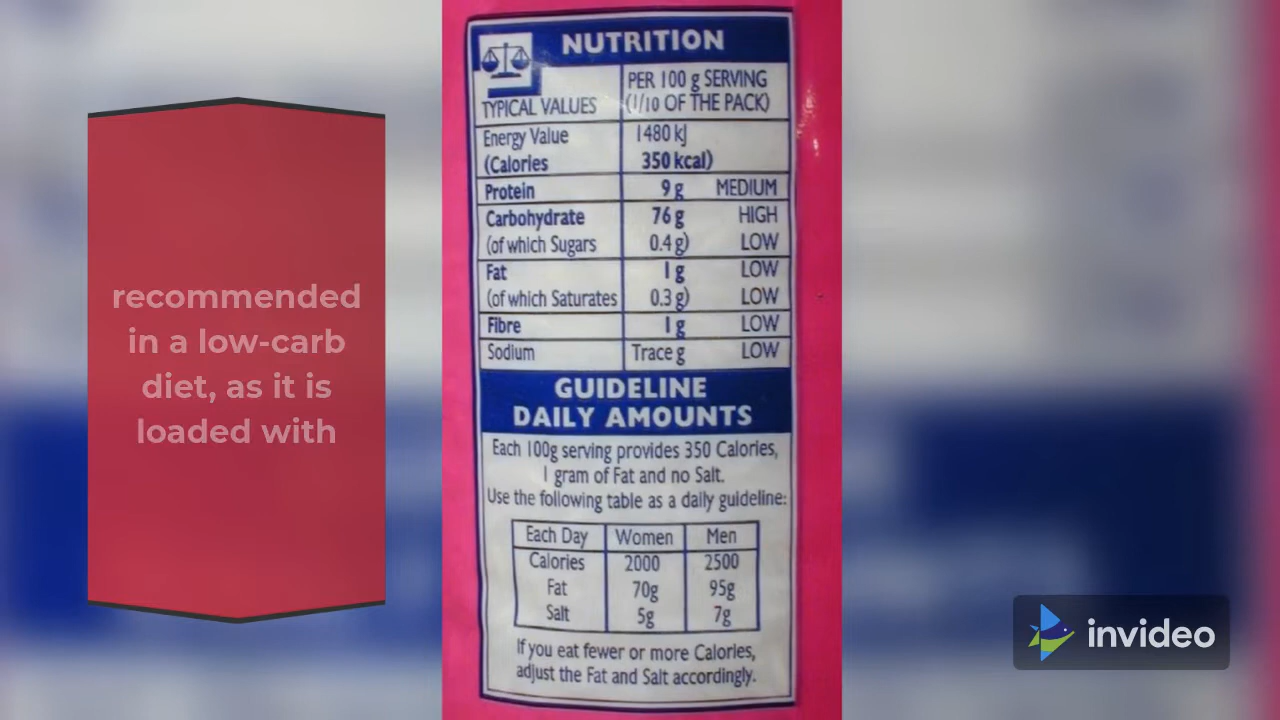 recommended
in a low-carb
diet, as it is
loaded with
NUTRITION
TYPICAL VALUES PER 100 g SERVING
(1/10 OF THE PACK)
Energy Value 1480 kJ
(Calories 350 kcal)
Protein 9 g MEDIUM
Carbohydrate 76 g HIGH
(of which Sugars 0.4 g) LOW
Fat 1 g LOW
(of which Saturates 0.3 g) LOW
Fibre 1 g LOW
Sodium Trace g LOW
GUIDELINE
DAILY AMOUNTS
Each 100g serving provides 350 Calories,
1 gram of Fat and no Salt.
Use the following table as a daily guideline:
Each Day Women Men
Calories 2000 2500
Fat 70g 95g
Salt 5g 7g
If you eat fewer or more Calories,
adjust the Fat and Salt accordingly.
invideo